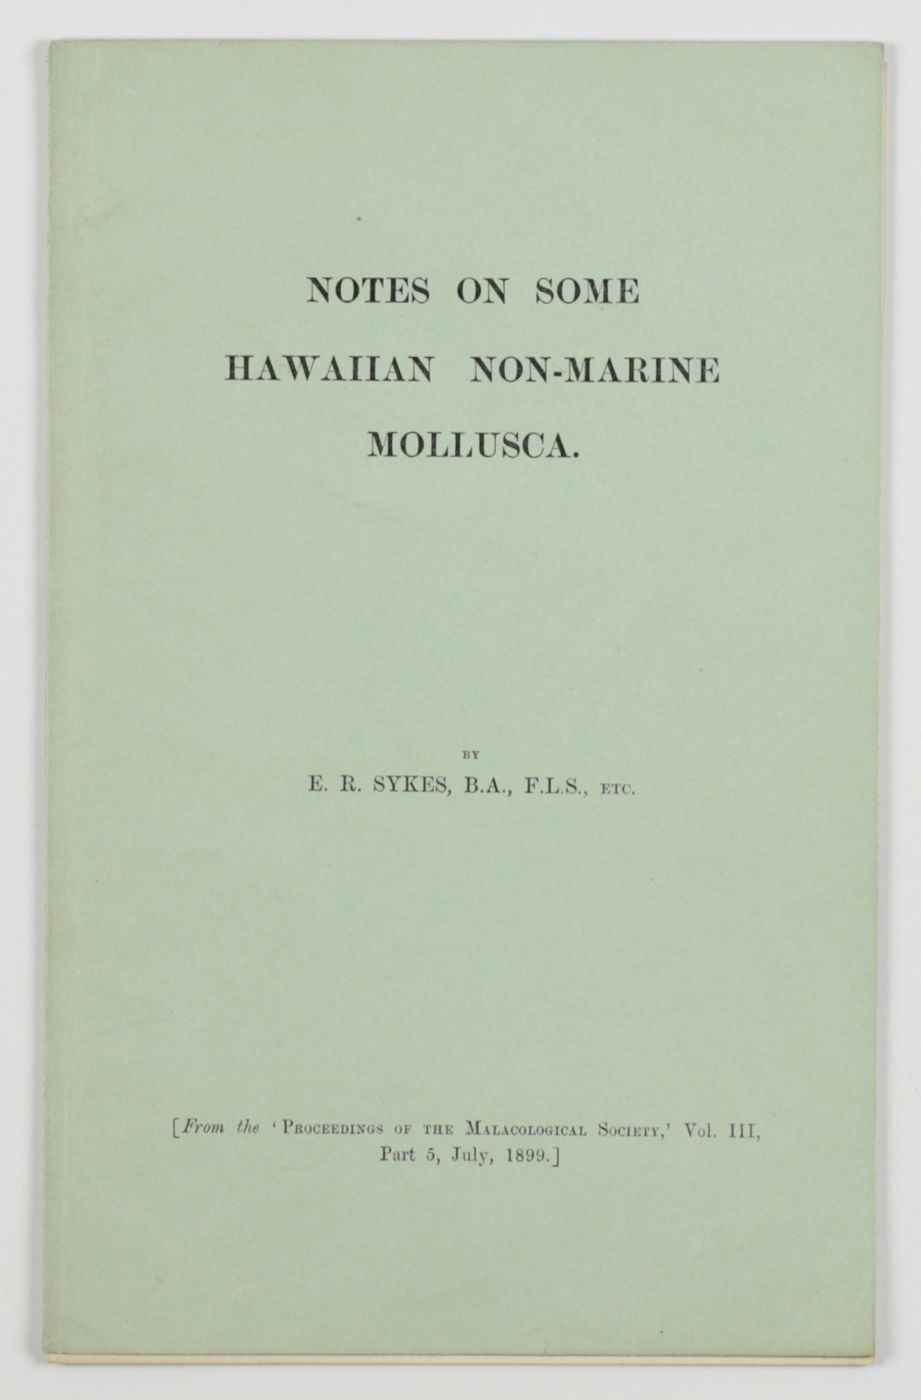 NOTES ON SOME
HAWAIIAN NON-MARINE
MOLLUSCA.
BY
E. R. SYKES, B.A., F.L.S., ETC.
[From the ‘PROCEEDINGS OF THE MALACOLOGICAL SOCIETY,’ Vol. III,
Part 5, July, 1899.]